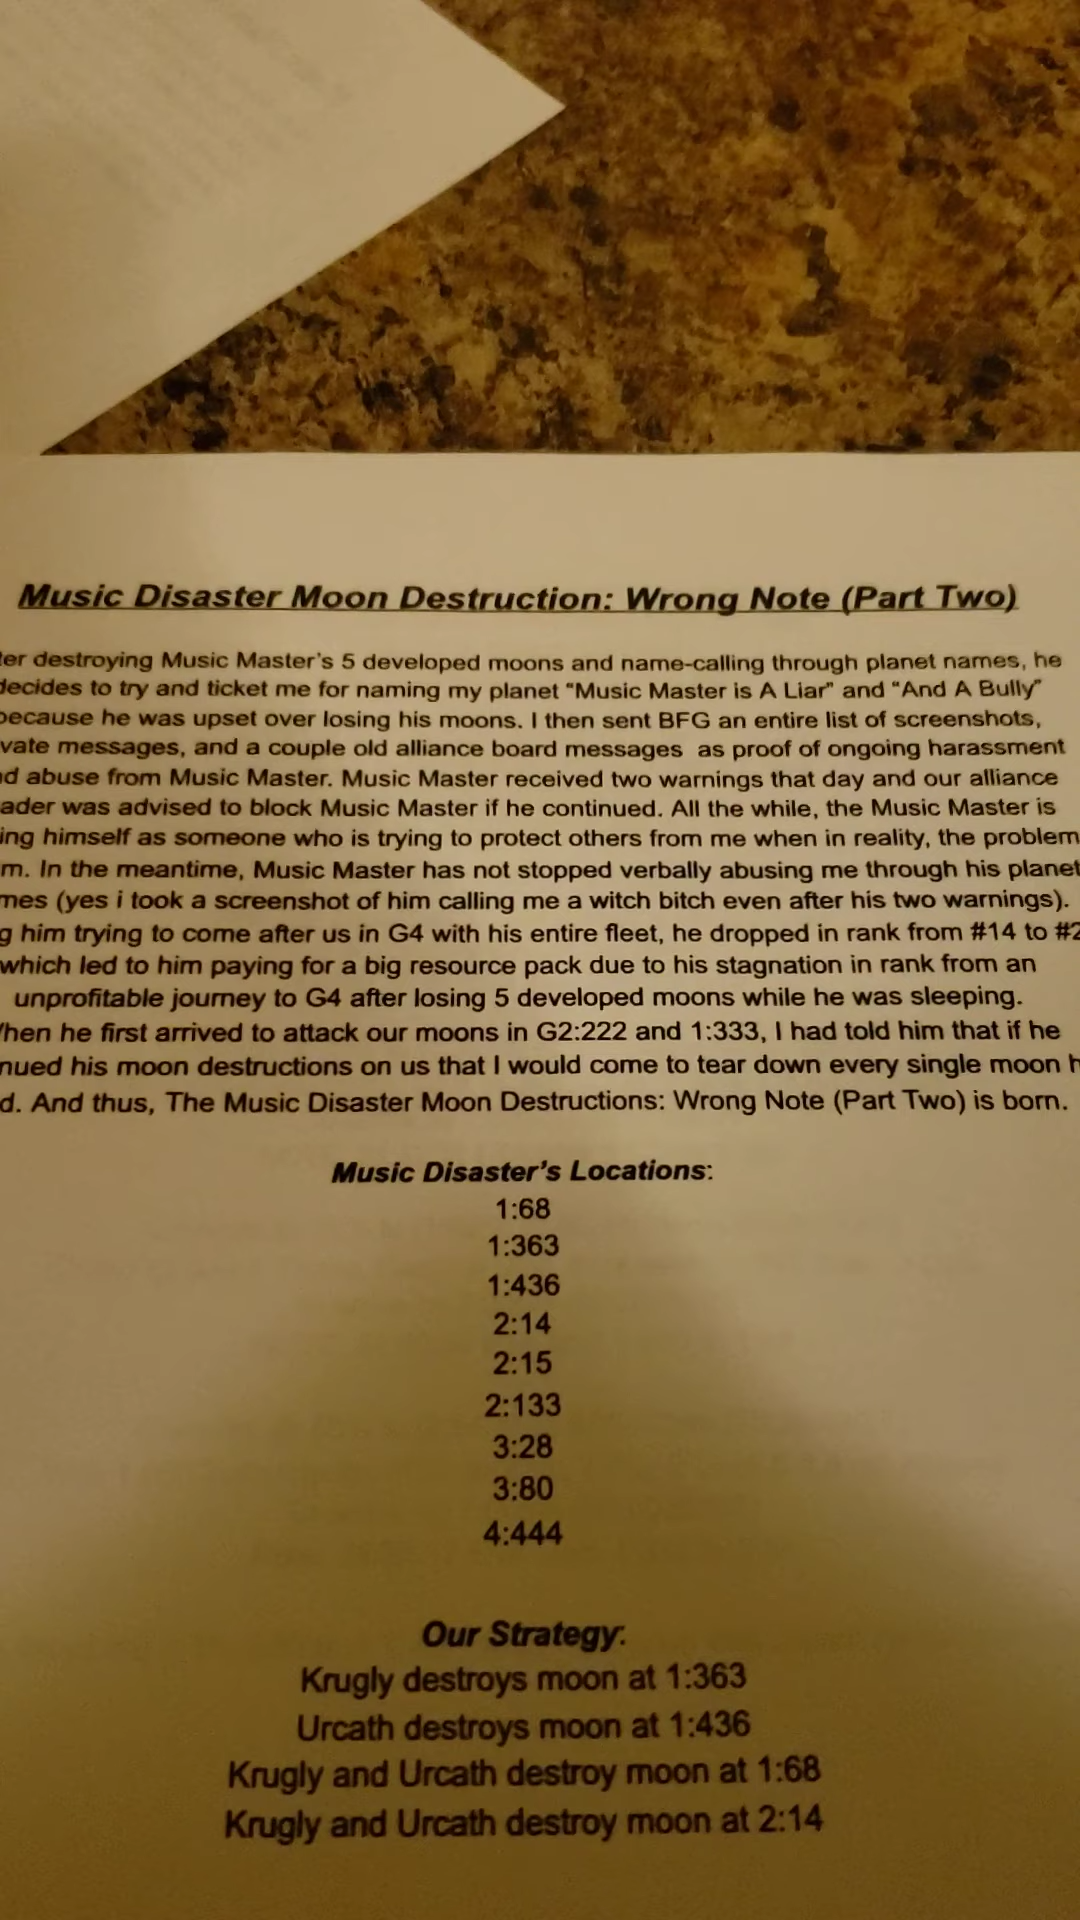 Music Disaster Moon Destruction: Wrong Note (Part Two)
destroying Music Master's 5 developed moons and name-calling through planet names, he
decides to try and ticket me for naming my planet "Music Master is A Liar" and "And A Bully"
because he was upset over losing his moons. I then sent BFG an entire list of screenshots,
messages, and a couple old alliance board messages as proof of ongoing harassment
abuse from Music Master. Music Master received two warnings that day and our alliance
was advised to block Music Master if he continued. All the while, the Music Master is
himself as someone who is trying to protect others from me when in reality, the problem
In the meantime, Music Master has not stopped verbally abusing me through his planet
(yes i took a screenshot of him calling me a witch bitch even after his two warnings).
him trying to come after us in G4 with his entire fleet, he dropped in rank from #14 to
which led to him paying for a big resource pack due to his stagnation in rank from an
unprofitable journey to G4 after losing 5 developed moons while he was sleeping.
he first arrived to attack our moons in G2:222 and 1:333, I had told him that if he
his moon destructions on us that I would come to tear down every single moon
And thus, The Music Disaster Moon Destructions: Wrong Note (Part Two) is born.
Music Disaster's Locations:
1:68
1:363
1:436
2:14
2:15
2:133
3:28
3:80
4:444
Our Strategy:
Krugly destroys moon at 1:363
Urcath destroys moon at 1:436
Krugly and Urcath destroy moon at 1:68
Krugly and Urcath destroy moon at 2:14